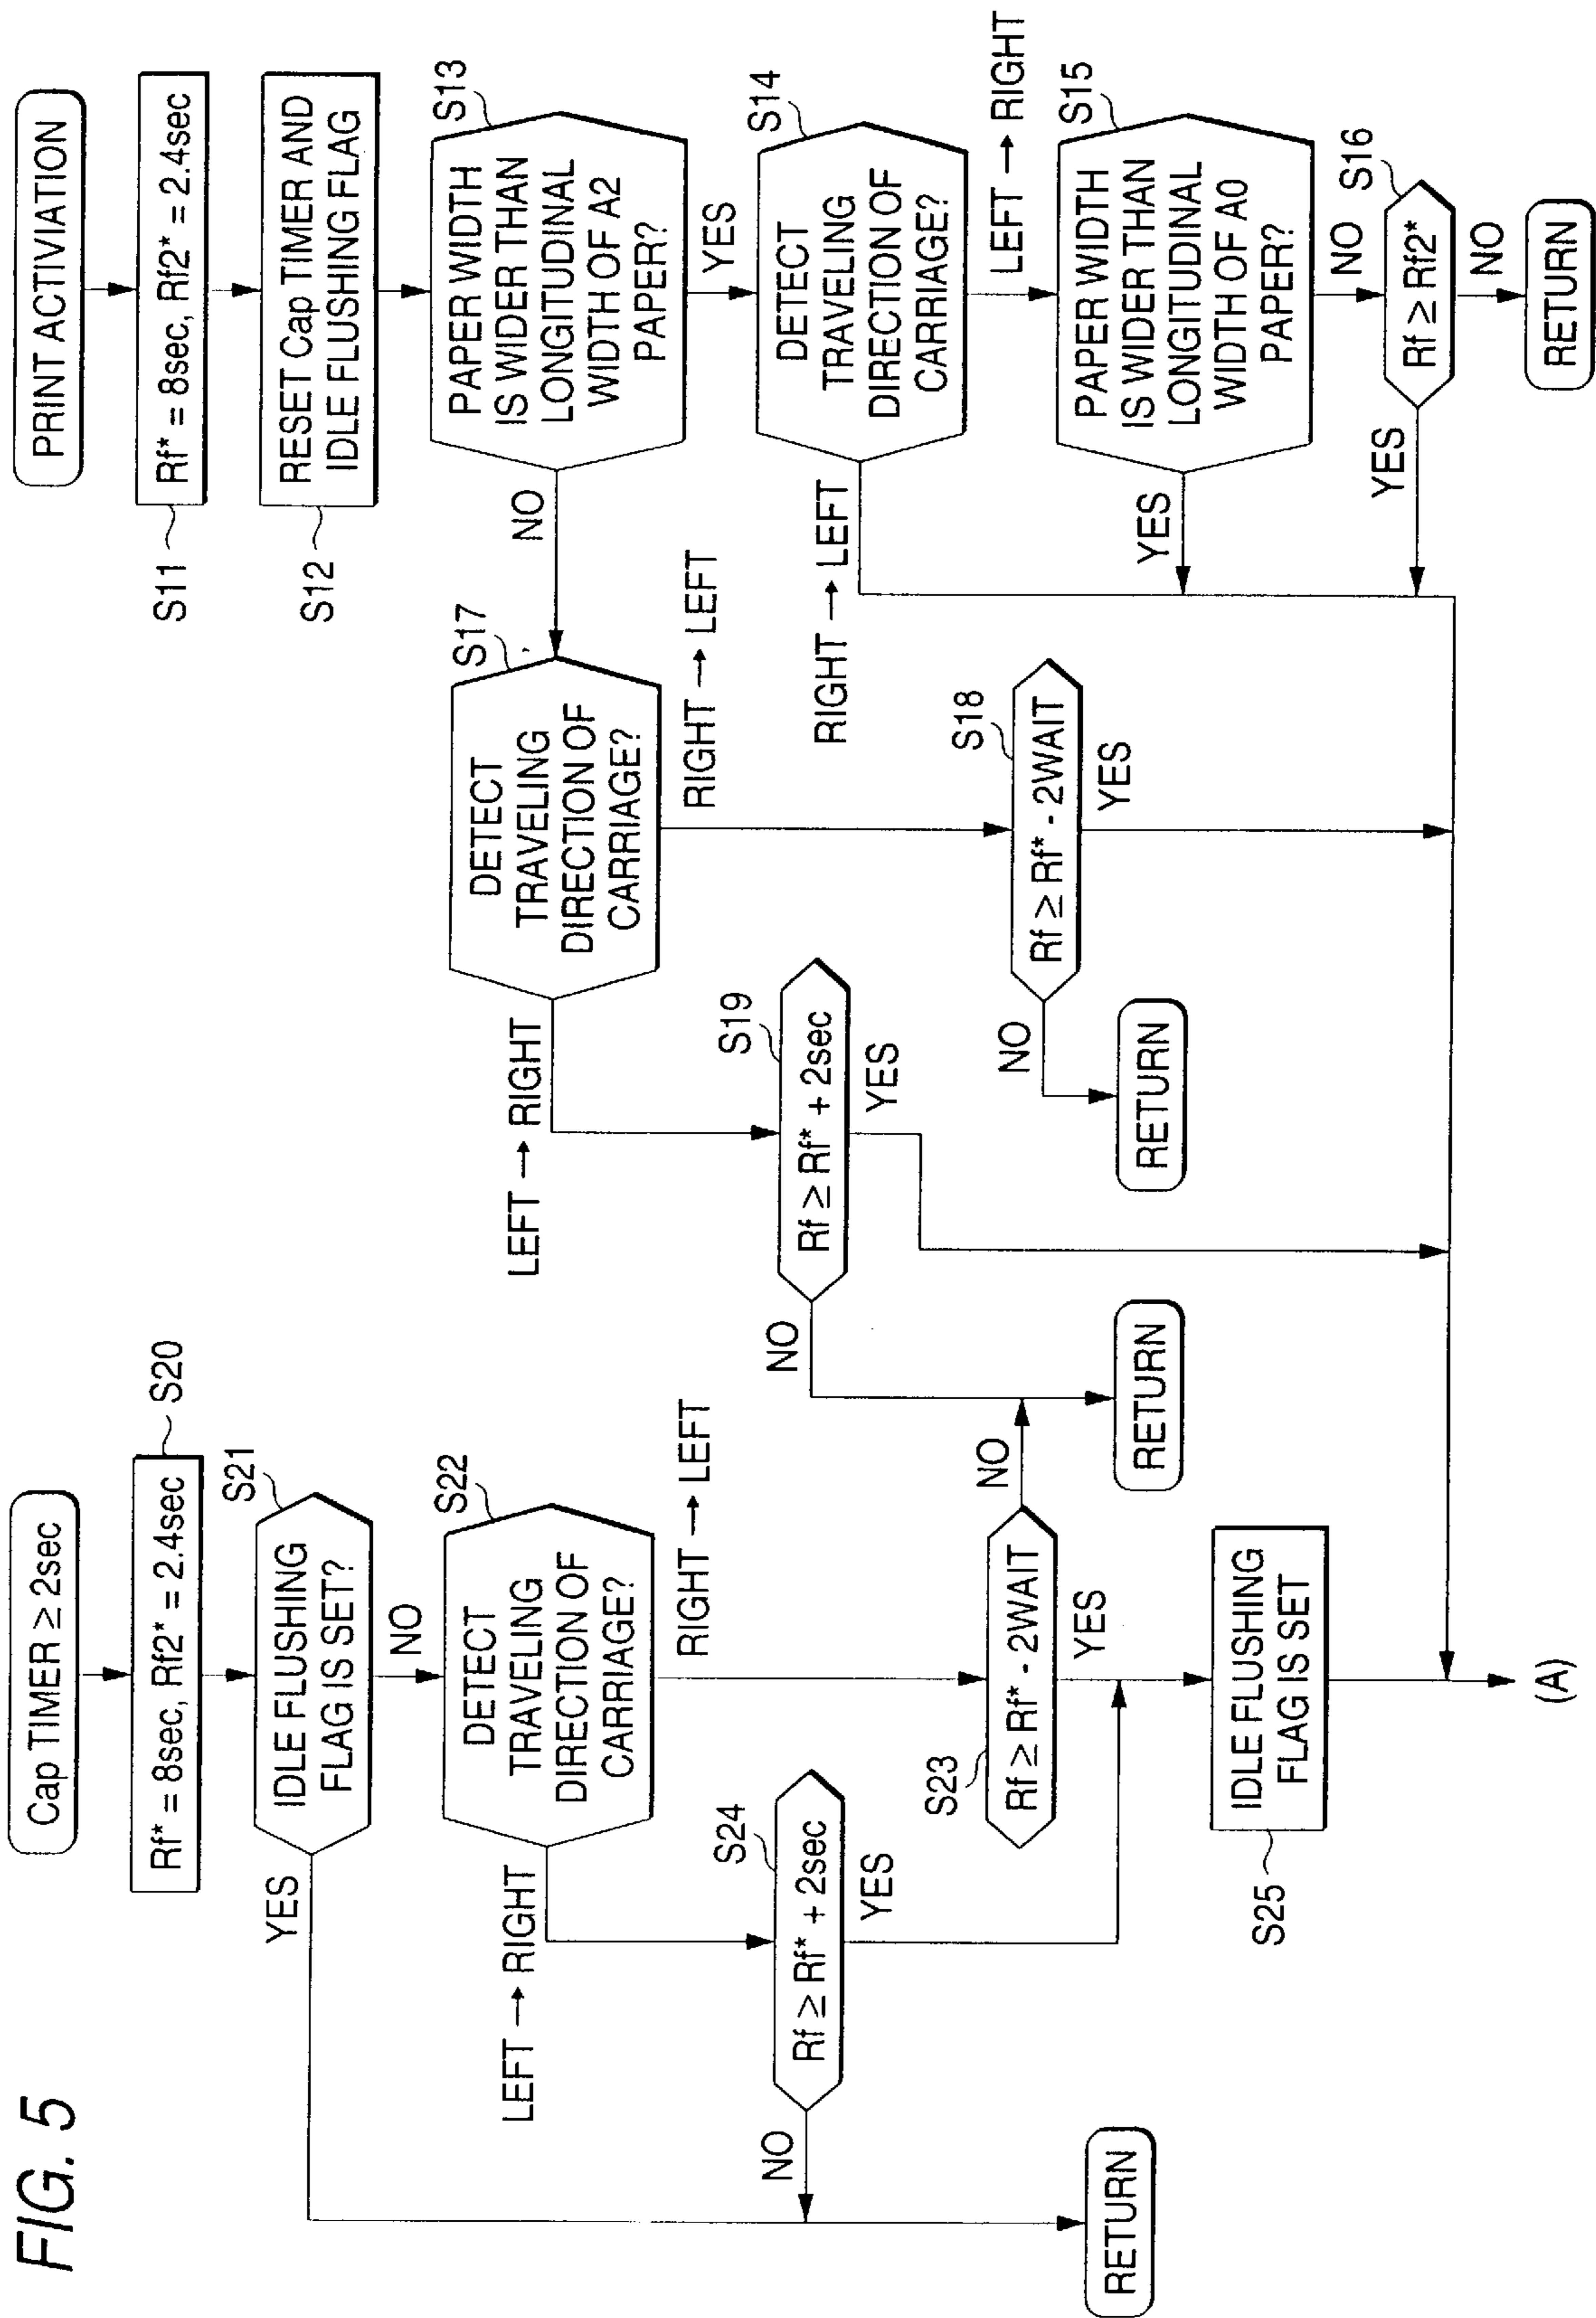 FIG. 5
Cap TIMER ≥ 2sec
Rf* = 8sec, Rf2* = 2.4sec
S20
IDLE FLUSHING
FLAG IS SET?
S21
YES
NO
DETECT
TRAVELING
DIRECTION OF
CARRIAGE?
S22
LEFT → RIGHT
RIGHT → LEFT
S24
Rf ≥ Rf* + 2sec
NO
YES
S23
Rf ≥ Rf* - 2WAIT
NO
YES
IDLE FLUSHING
FLAG IS SET
S25
RETURN
(A)
PRINT ACTIVIATION
Rf* = 8sec, Rf2* = 2.4sec
S11
RESET Cap TIMER AND
IDLE FLUSHING FLAG
S12
PAPER WIDTH
IS WIDER THAN
LONGITUDINAL
WIDTH OF A2
PAPER?
S13
NO
YES
DETECT
TRAVELING
DIRECTION OF
CARRIAGE?
S17
LEFT → RIGHT
RIGHT → LEFT
S19
Rf ≥ Rf* + 2sec
NO
YES
RETURN
S18
Rf ≥ Rf* - 2WAIT
NO
YES
RETURN
DETECT
TRAVELING
DIRECTION OF
CARRIAGE?
S14
RIGHT → LEFT
LEFT → RIGHT
PAPER WIDTH
IS WIDER THAN
LONGITUDINAL
WIDTH OF A0
PAPER?
S15
YES
NO
S16
Rf ≥ Rf2*
YES
NO
RETURN